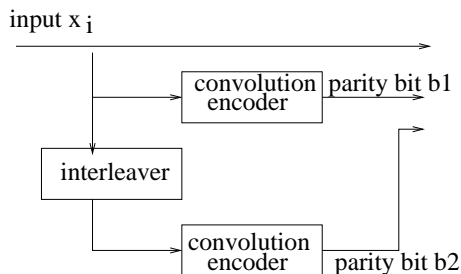 input x i
convolution
encoder
parity bit b1
interleaver
convolution
encoder
parity bit b2